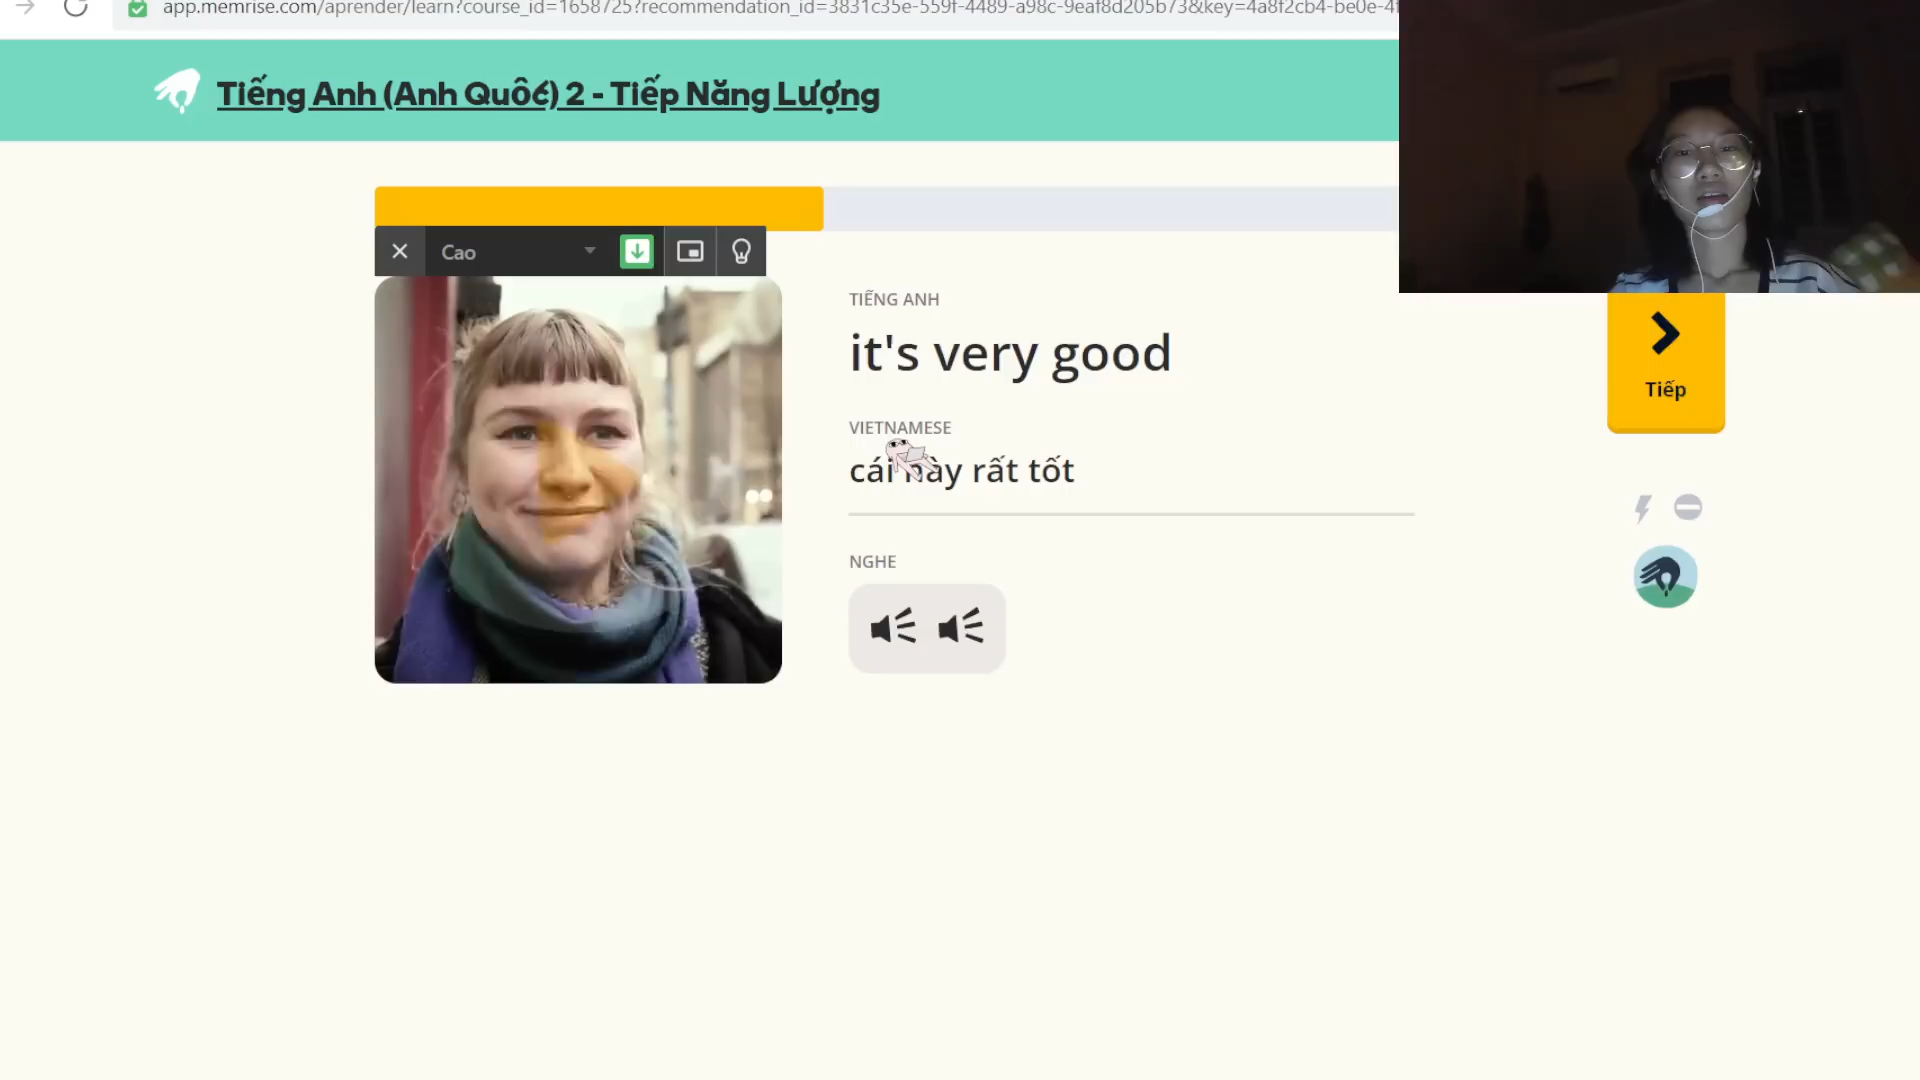 app.memrise.com/aprender/learn?course_id=1658725?recommendation_id=3831c35e-559f-4489-a98c-9eaf8d205b73&key=4a8f2cb4-be0e-4f
Tiếng Anh (Anh Quốc) 2 - Tiếp Năng Lượng
Cao
TIẾNG ANH
it's very good
VIETNAMESE
cái này rất tốt
NGHE
Tiếp